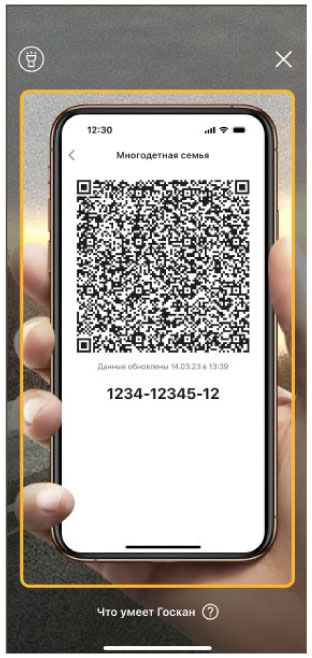 12:30
Многодетная семья
Данные обновлены 14.03.23 в 13:39
1234-12345-12
Что умеет Госкан ?